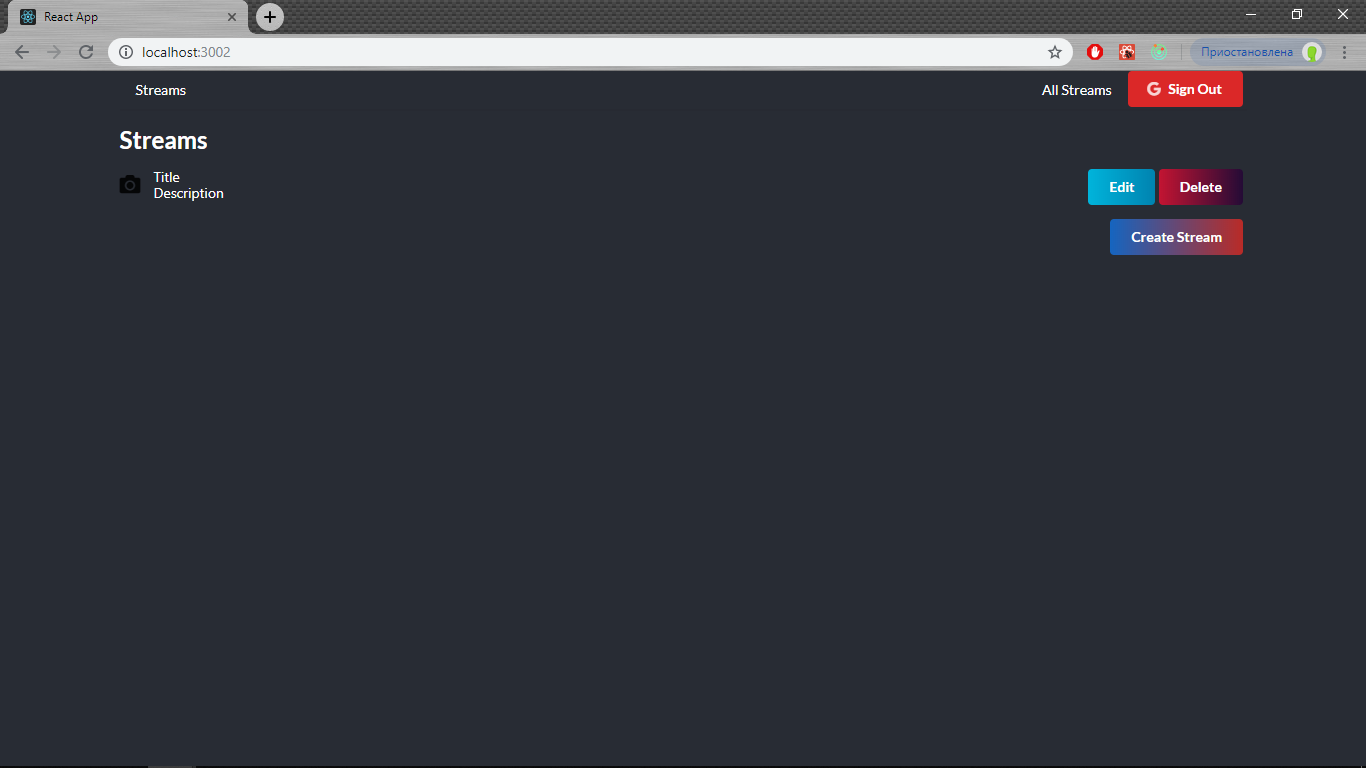 React App
localhost:3002
Приостановлена
Streams
All Streams
Sign Out
Streams
Title
Description
Edit
Delete
Create Stream